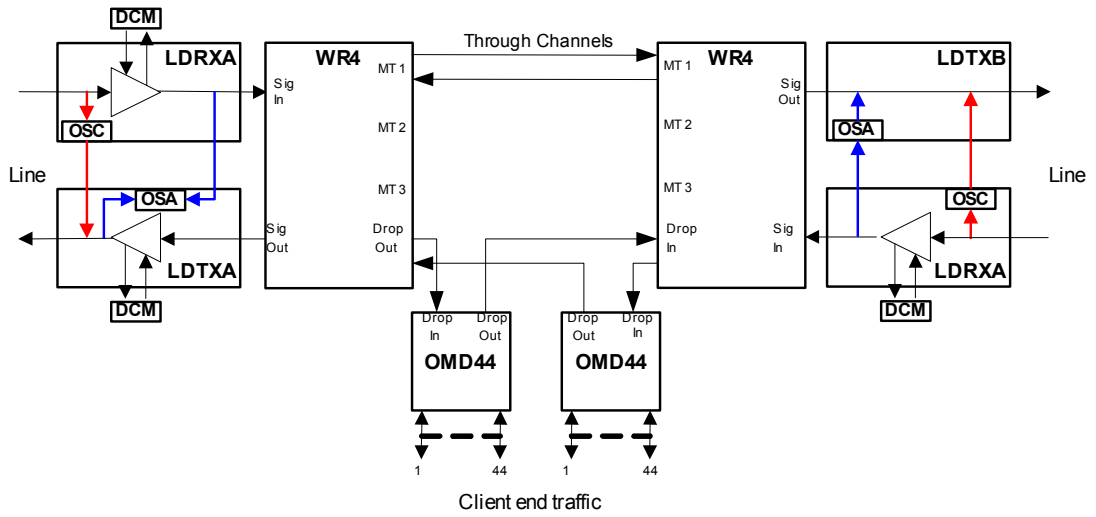 DCM
LDRXA
OSC
Line
OSA
LDTXA
DCM
WR4
Sig
In
MT 1
MT 2
MT 3
Sig
Out
Drop
Out
Through Channels
WR4
MT 1
MT 2
MT 3
Drop
In
Sig
Out
Sig
In
LDTXB
OSA
OSC
Line
LDRXA
DCM
Drop
In
Drop
Out
OMD44
1
44
Drop
Out
Drop
In
OMD44
1
44
Client end traffic